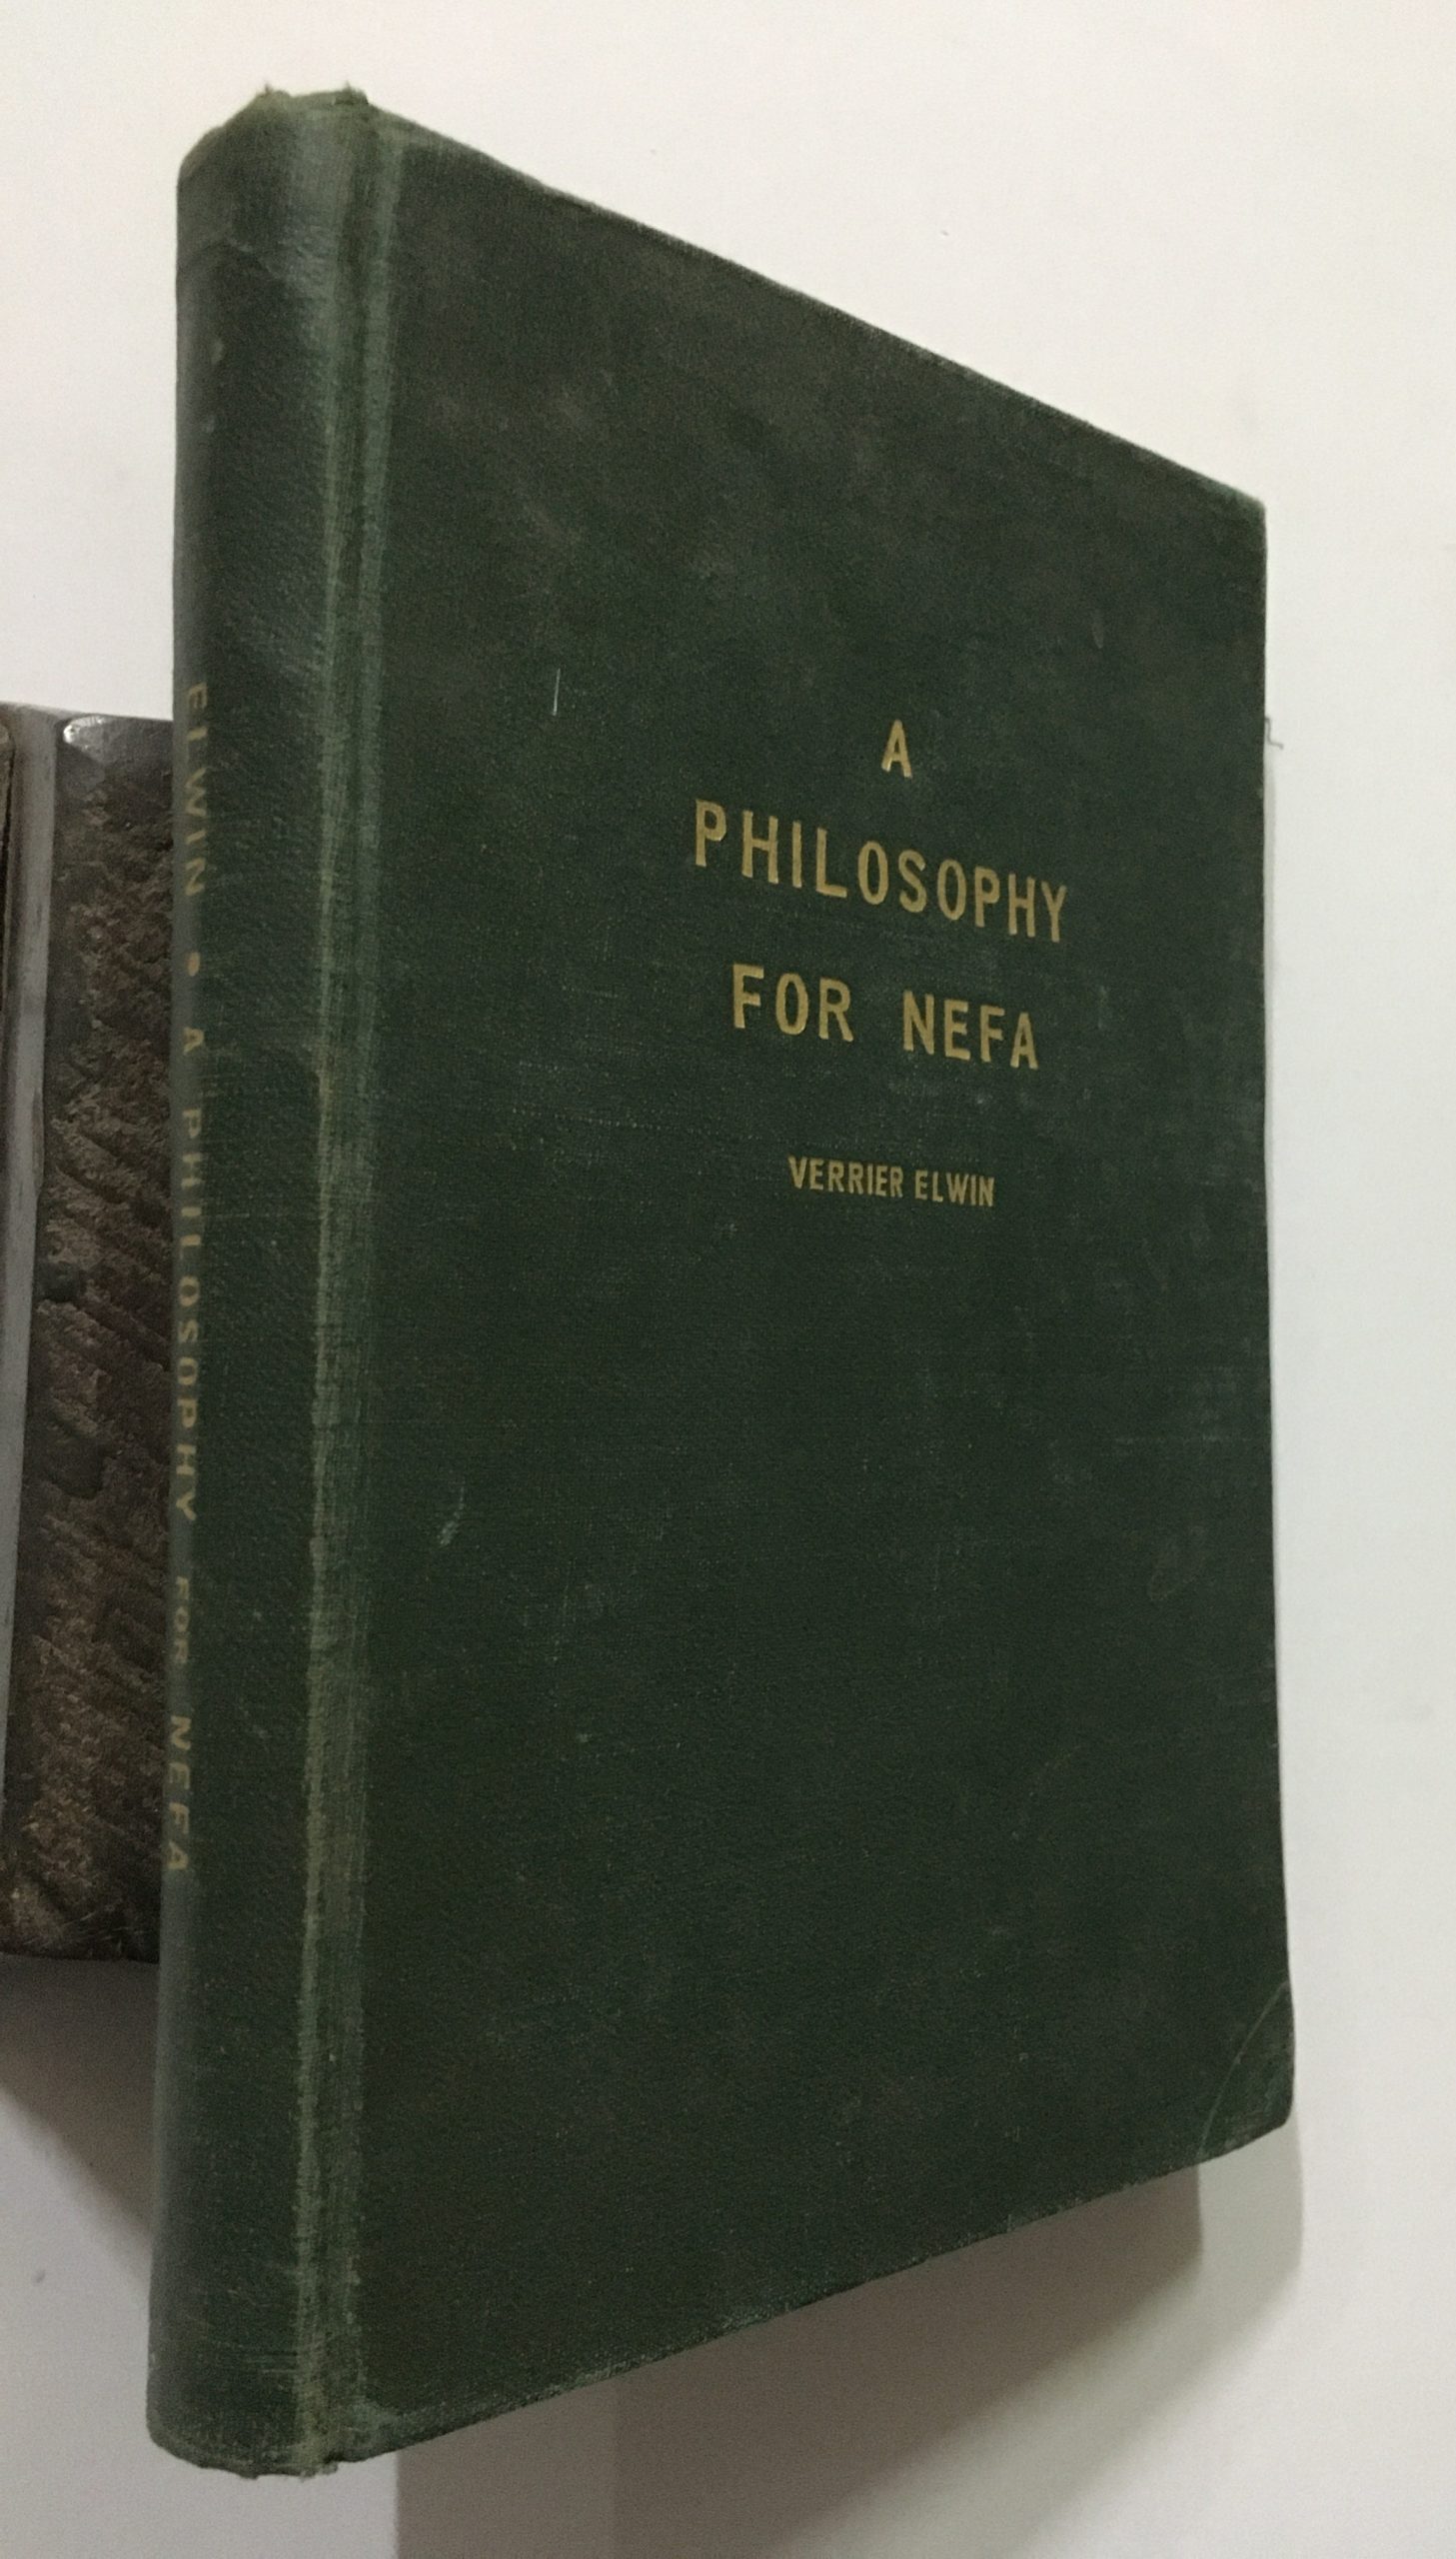 A
PHILOSOPHY
FOR NEFA
VERRIER ELWIN
ELWIN • A PHILOSOPHY FOR NEFA